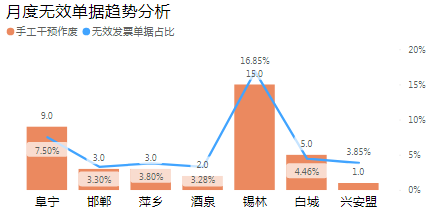 月度无效单据趋势分析
手工干预作废 无效发票单据占比
20%
15%
10%
5%
0%
9.0 3.0 3.0 2.0 15.0 5.0 1.0
7.50% 3.30% 3.80% 3.28% 16.85% 4.46% 3.85%
阜宁 邯郸 萍乡 酒泉 锡林 白城 兴安盟